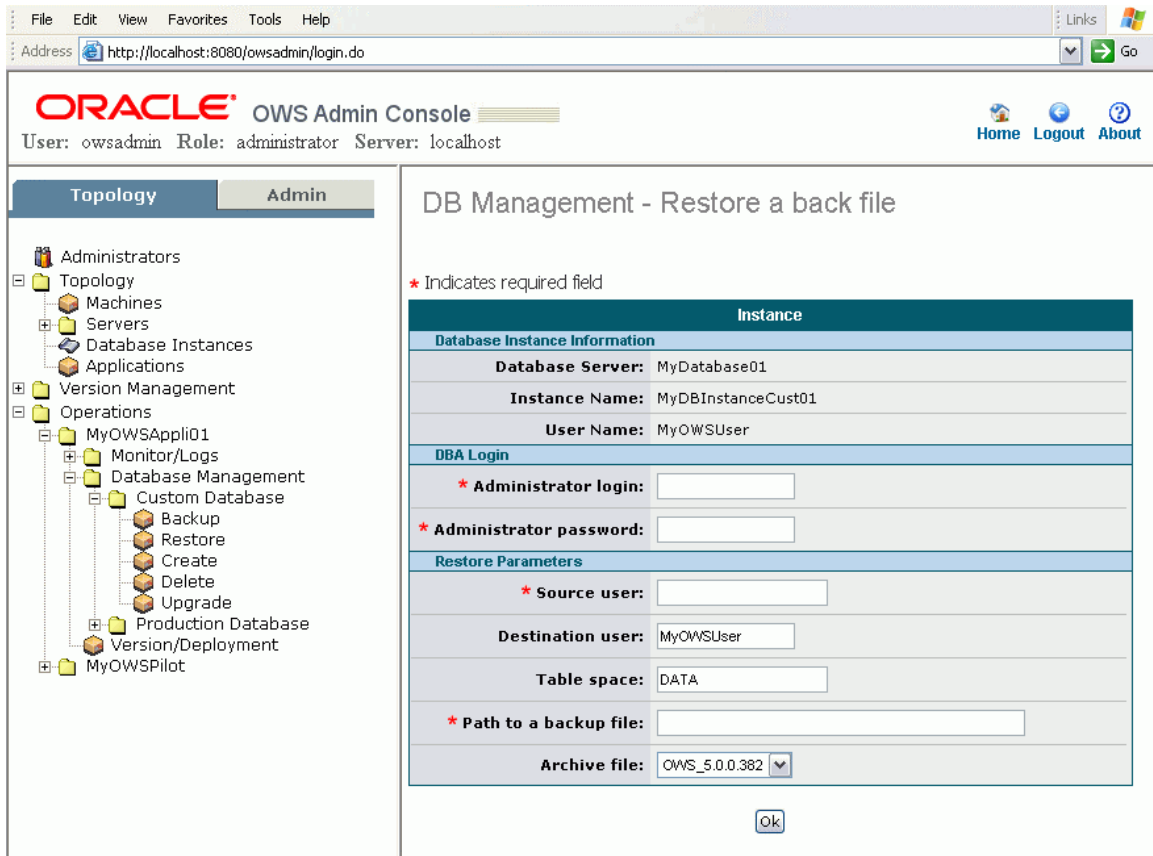 File Edit View Favorites Tools Help Links
Address http://localhost:8080/owsadmin/login.do Go
ORACLE OWS Admin Console
User: owsadmin Role: administrator Server: localhost
Home Logout About
Topology Admin
Administrators
Topology
Machines
Servers
Database Instances
Applications
Version Management
Operations
MyOWSAppli01
Monitor/Logs
Database Management
Custom Database
Backup
Restore
Create
Delete
Upgrade
Production Database
Version/Deployment
MyOWSPilot
DB Management - Restore a back file
* Indicates required field
Instance
Database Instance Information
Database Server: MyDatabase01
Instance Name: MyDBInstanceCust01
User Name: MyOWSUser
DBA Login
* Administrator login:
* Administrator password:
Restore Parameters
* Source user:
Destination user: MyOWSUser
Table space: DATA
* Path to a backup file:
Archive file: OWS_5.0.0.382
Ok